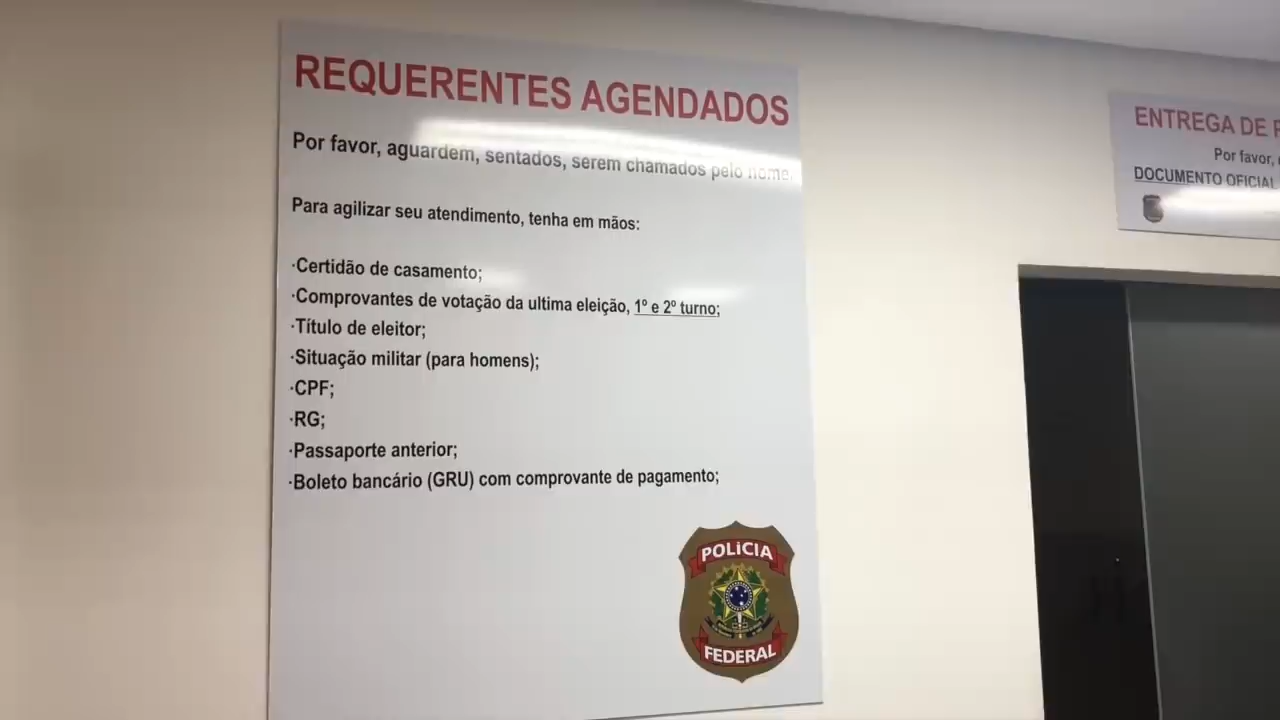 REQUERENTES AGENDADOS
Por favor, aguardem, sentados, serem chamados pelo nome.
Para agilizar seu atendimento, tenha em mãos:
·Certidão de casamento;
·Comprovantes de votação da ultima eleição, 1º e 2º turno;
·Título de eleitor;
·Situação militar (para homens);
·CPF;
·RG;
·Passaporte anterior;
·Boleto bancário (GRU) com comprovante de pagamento;
POLíCIA
FEDERAL
ENTREGA DE
Por favor,
DOCUMENTO OFICIAL